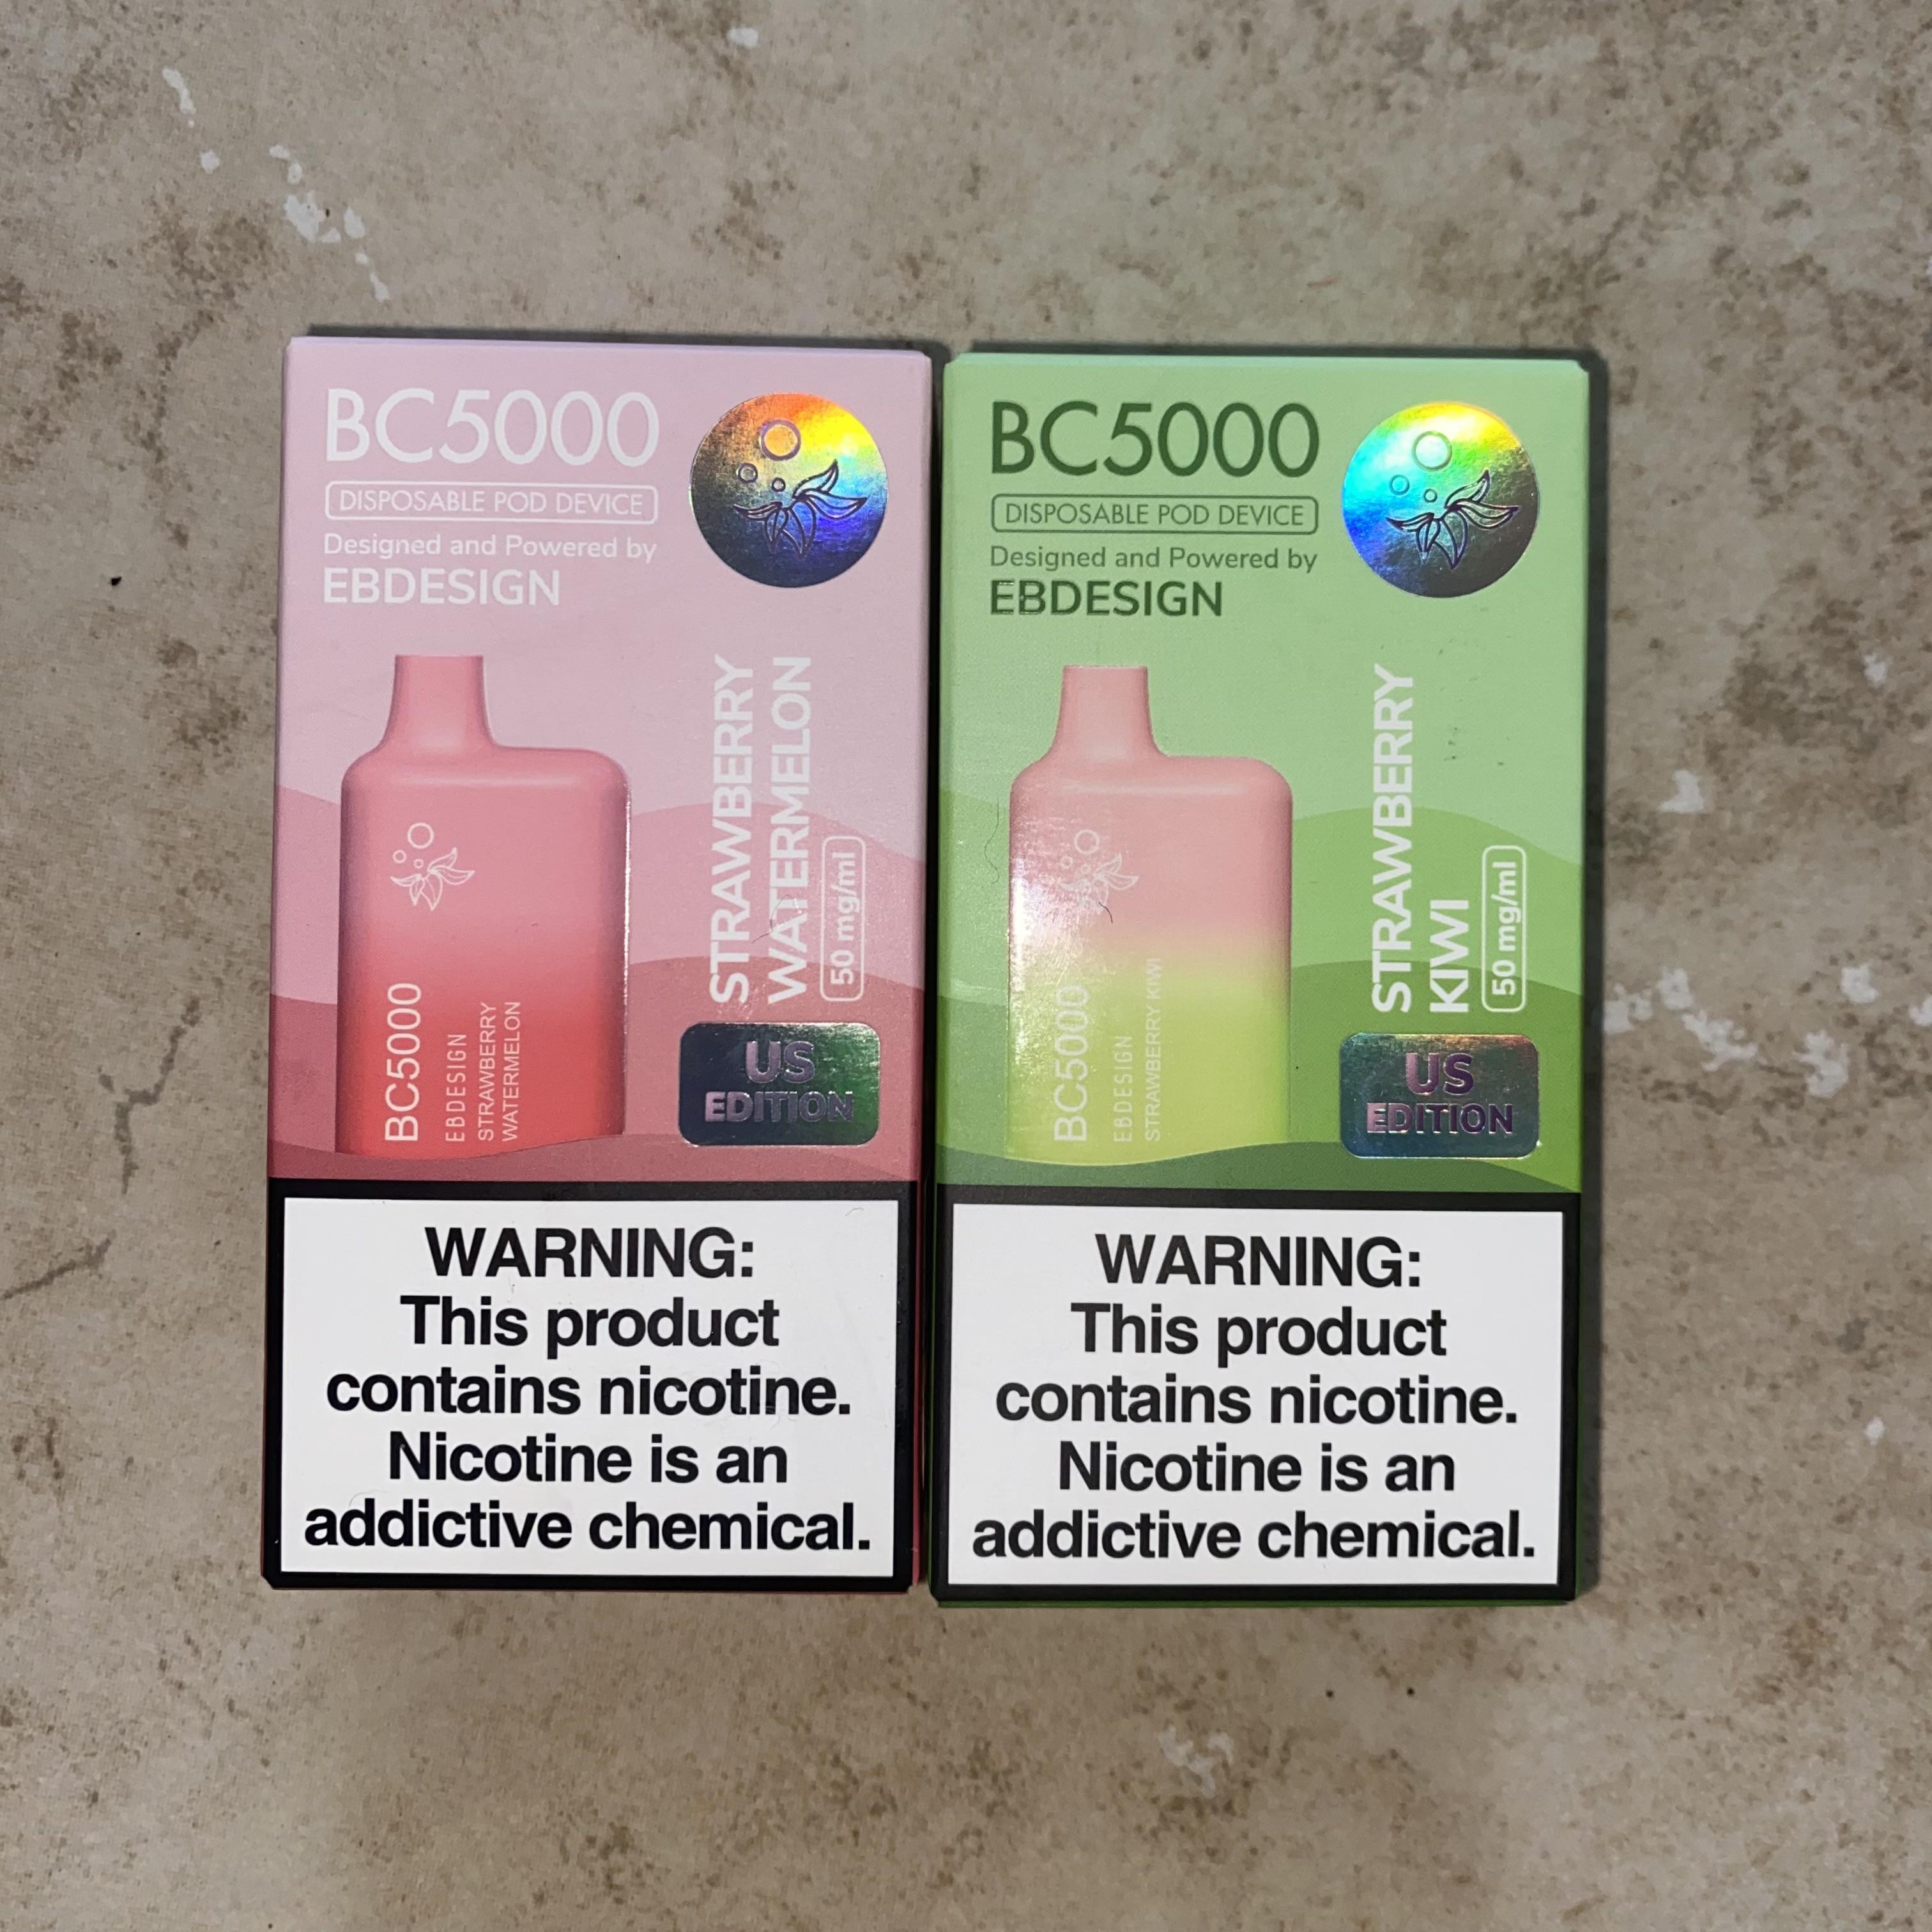 BC5000
DISPOSABLE POD DEVICE
Designed and Powered by
EBDESIGN
STRAWBERRY
WATERMELON
50 mg/ml
BC5000
EBDESIGN
STRAWBERRY
WATERMELON
US
EDITION
WARNING:
This product
contains nicotine.
Nicotine is an
addictive chemical.
BC5000
DISPOSABLE POD DEVICE
Designed and Powered by
EBDESIGN
STRAWBERRY
KIWI
50 mg/ml
BC5000
EBDESIGN
STRAWBERRY KIWI
US
EDITION
WARNING:
This product
contains nicotine.
Nicotine is an
addictive chemical.